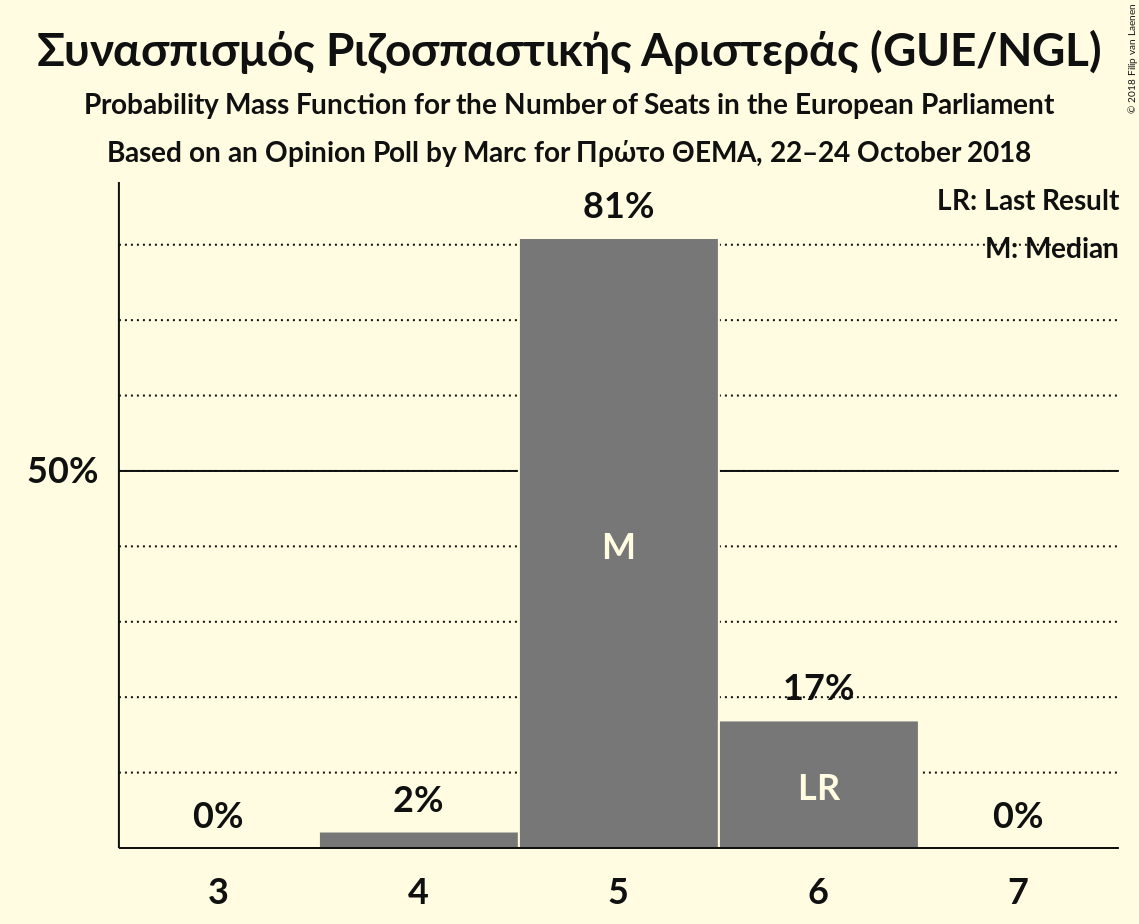 Συνασπισμός Ριζοσπαστικής Αριστεράς (GUE/NGL)
Probability Mass Function for the Number of Seats in the European Parliament
Based on an Opinion Poll by Marc for Πρώτο ΘΕΜΑ, 22–24 October 2018
© 2018 Filip van Laenen
LR: Last Result
M: Median
81%
50%
M
17%
LR
2%
0%
0%
3 4 5 6 7